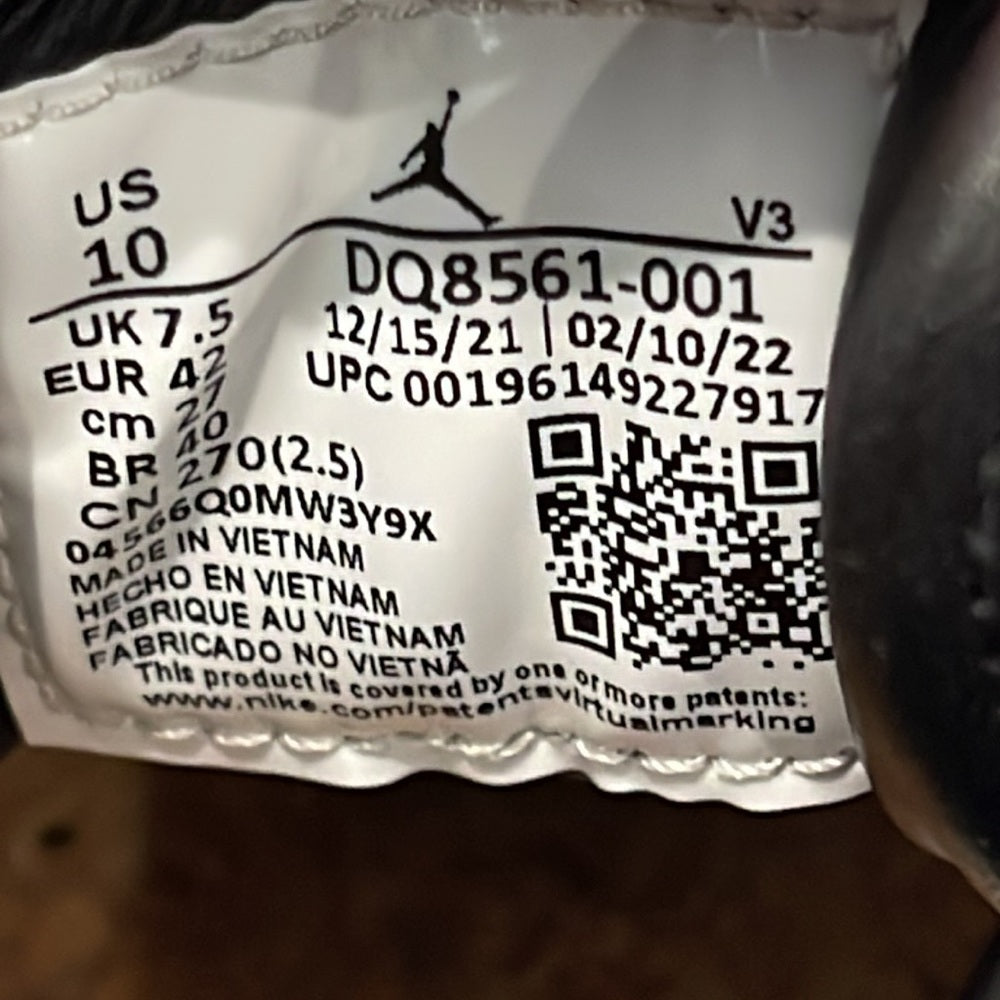 US
10
V3
DQ8561-001
12/15/21 | 02/10/22
UPC 00196149227917
UK 7.5
EUR 42
cm 27
BR 40
CN 270(2.5)
04566Q0MW3Y9X
MADE IN VIETNAM
HECHO EN VIETNAM
FABRIQUE AU VIETNAM
FABRICADO NO VIETNÃ
This product is covered by one or more patents:
www.nike.com/patentsvirtualmarking